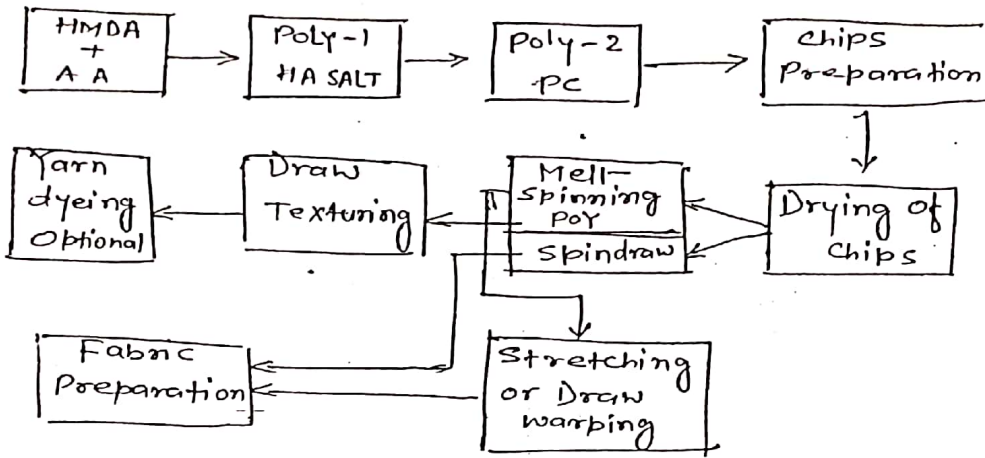 HMDA
+
A A
Poly-1
HA SALT
Poly-2
PC
Chips
Preparation
Yarn
dyeing
Optional
Draw
Texturing
Mell-
spinning
POY
Spindraw
Drying of
Chips
Fabric
Preparation
Stretching
or Draw
warping